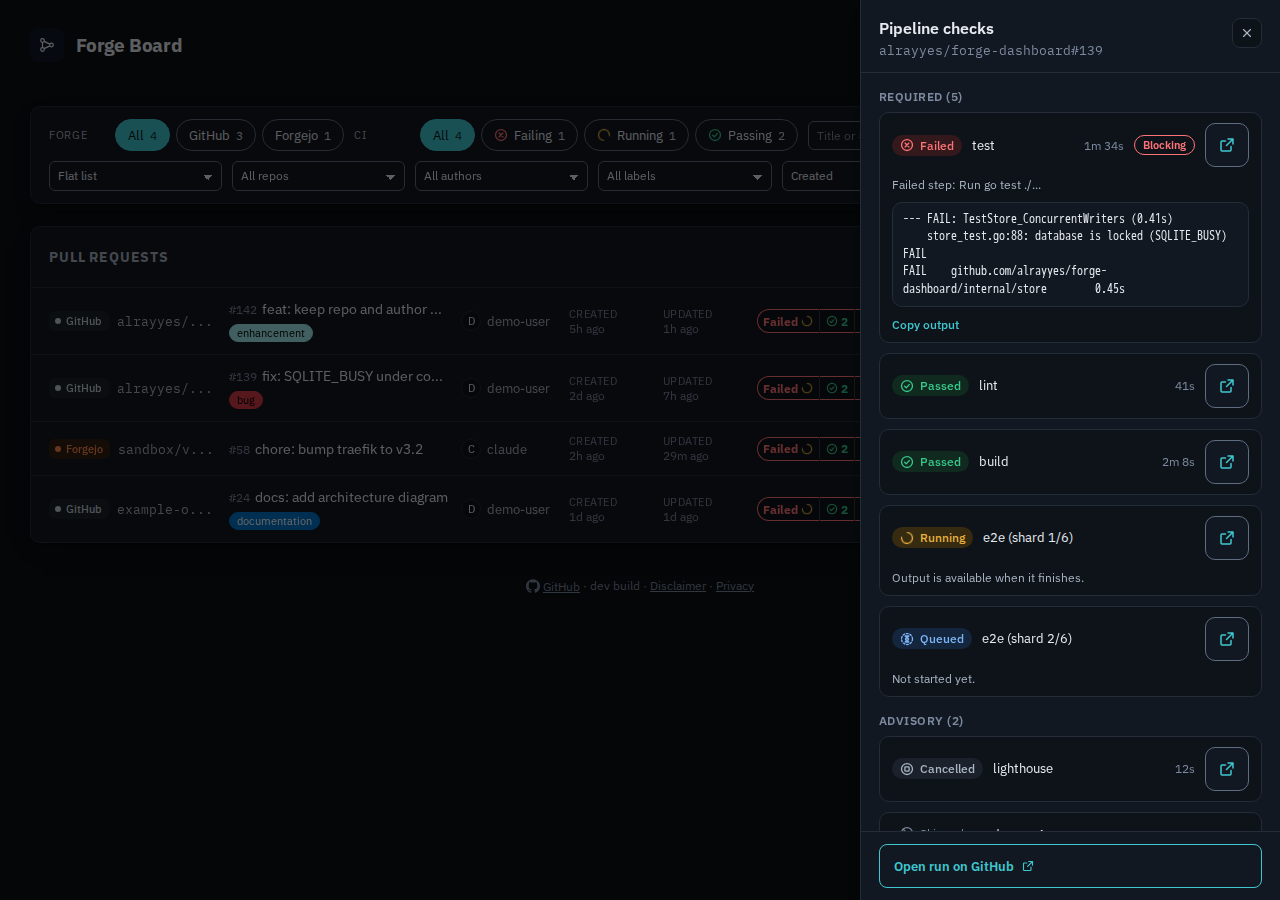 Forge Board
FORGE All 4 GitHub 3 Forgejo 1 CI All 4 Failing 1 Running 1 Passing 2 Title or
Flat list All repos All authors All labels Created
PULL REQUESTS
GitHub alrayyes/... #142 feat: keep repo and author ... D demo-user CREATED UPDATED Failed 2
enhancement 5h ago 1h ago
GitHub alrayyes/... #139 fix: SQLITE_BUSY under co... D demo-user CREATED UPDATED Failed 2
bug 2d ago 7h ago
Forgejo sandbox/v... #58 chore: bump traefik to v3.2 C claude CREATED UPDATED Failed 2
2h ago 29m ago
GitHub example-o... #24 docs: add architecture diagram D demo-user CREATED UPDATED Failed 2
documentation 1d ago 1d ago
GitHub · dev build · Disclaimer · Privacy
Pipeline checks
alrayyes/forge-dashboard#139
REQUIRED (5)
Failed test 1m 34s Blocking
Failed step: Run go test ./...
--- FAIL: TestStore_ConcurrentWriters (0.41s)
store_test.go:88: database is locked (SQLITE_BUSY)
FAIL
FAIL github.com/alrayyes/forge-
dashboard/internal/store 0.45s
Copy output
Passed lint 41s
Passed build 2m 8s
Running e2e (shard 1/6)
Output is available when it finishes.
Queued e2e (shard 2/6)
Not started yet.
ADVISORY (2)
Cancelled lighthouse 12s
Open run on GitHub